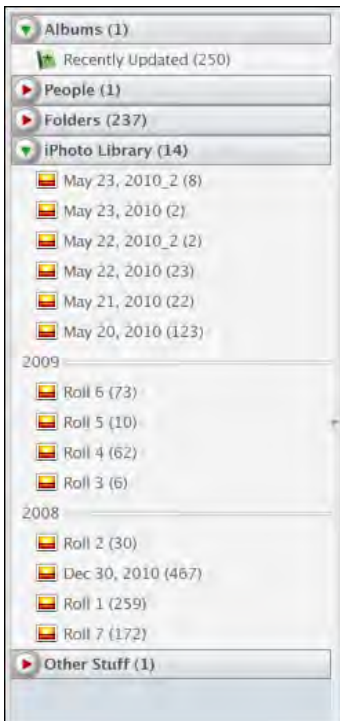 Albums (1)
Recently Updated (250)
People (1)
Folders (237)
iPhoto Library (14)
May 23, 2010_2 (8)
May 23, 2010 (2)
May 22, 2010_2 (2)
May 22, 2010 (23)
May 21, 2010 (22)
May 20, 2010 (123)
2009
Roll 6 (73)
Roll 5 (10)
Roll 4 (62)
Roll 3 (6)
2008
Roll 2 (30)
Dec 30, 2010 (467)
Roll 1 (259)
Roll 7 (172)
Other Stuff (1)